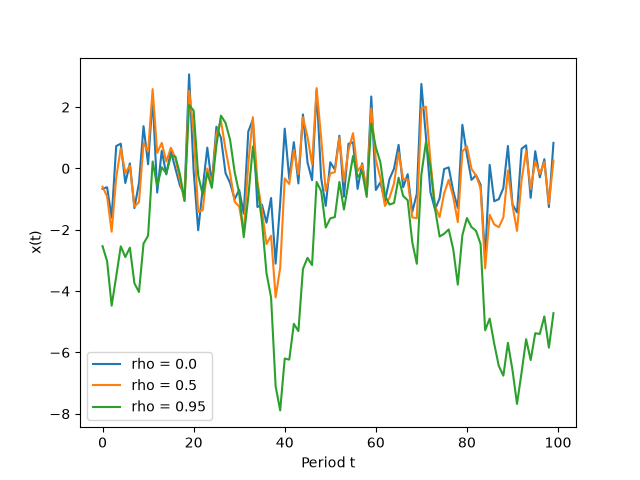 2
0
−2
−4
−6
−8
x(t)
rho = 0.0
rho = 0.5
rho = 0.95
0 20 40 60 80 100
Period t